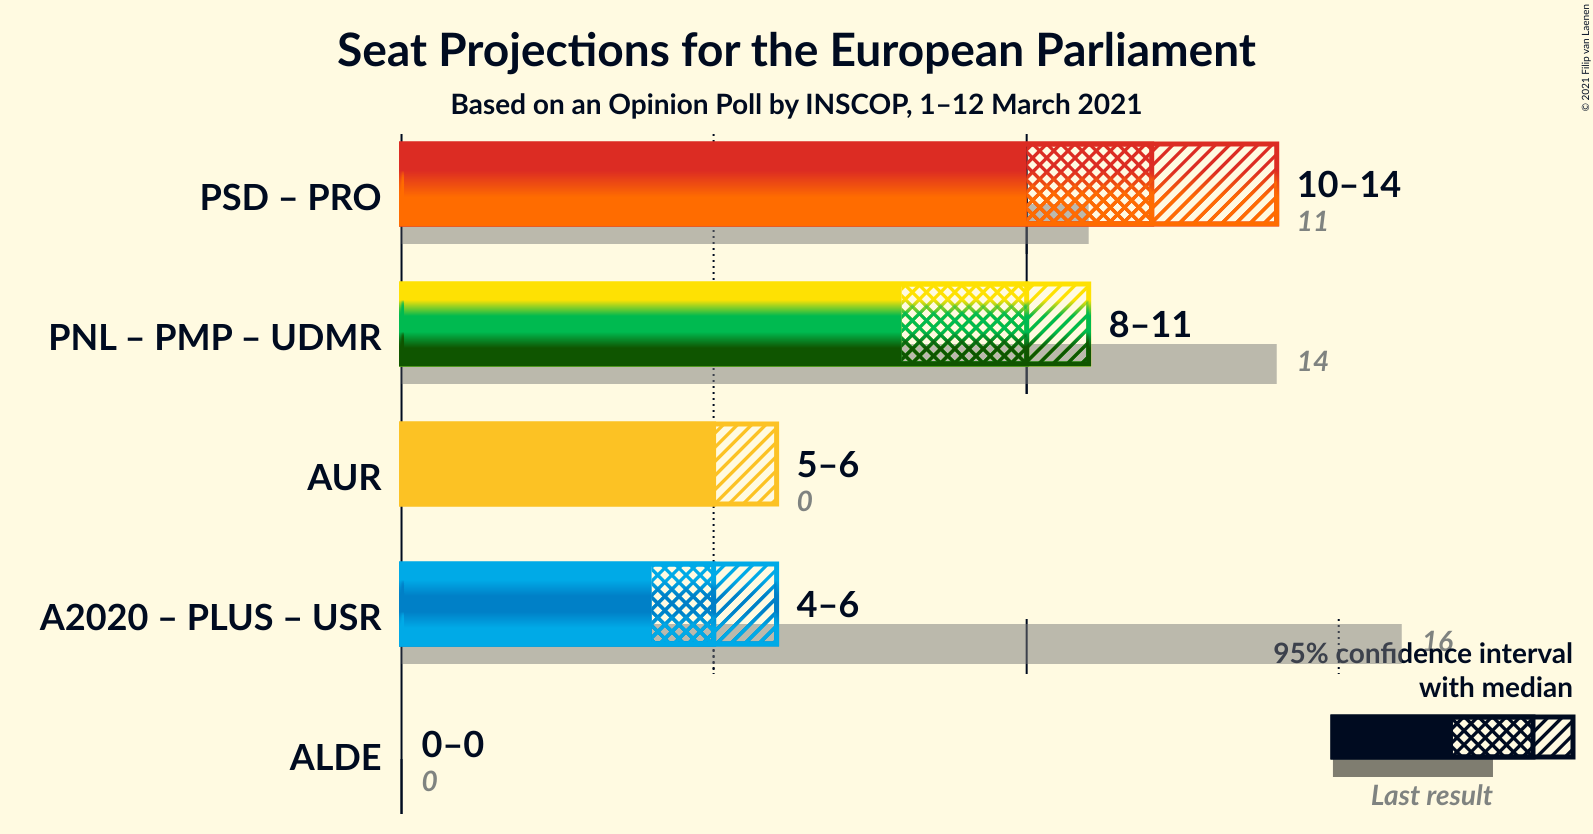 Seat Projections for the European Parliament
Based on an Opinion Poll by INSCOP, 1–12 March 2021
© 2021 Filip van Laenen
PSD – PRO
10–14
11
PNL – PMP – UDMR
8–11
14
AUR
5–6
0
A2020 – PLUS – USR
4–6
16
95% confidence interval
with median
ALDE
0–0
0
Last result